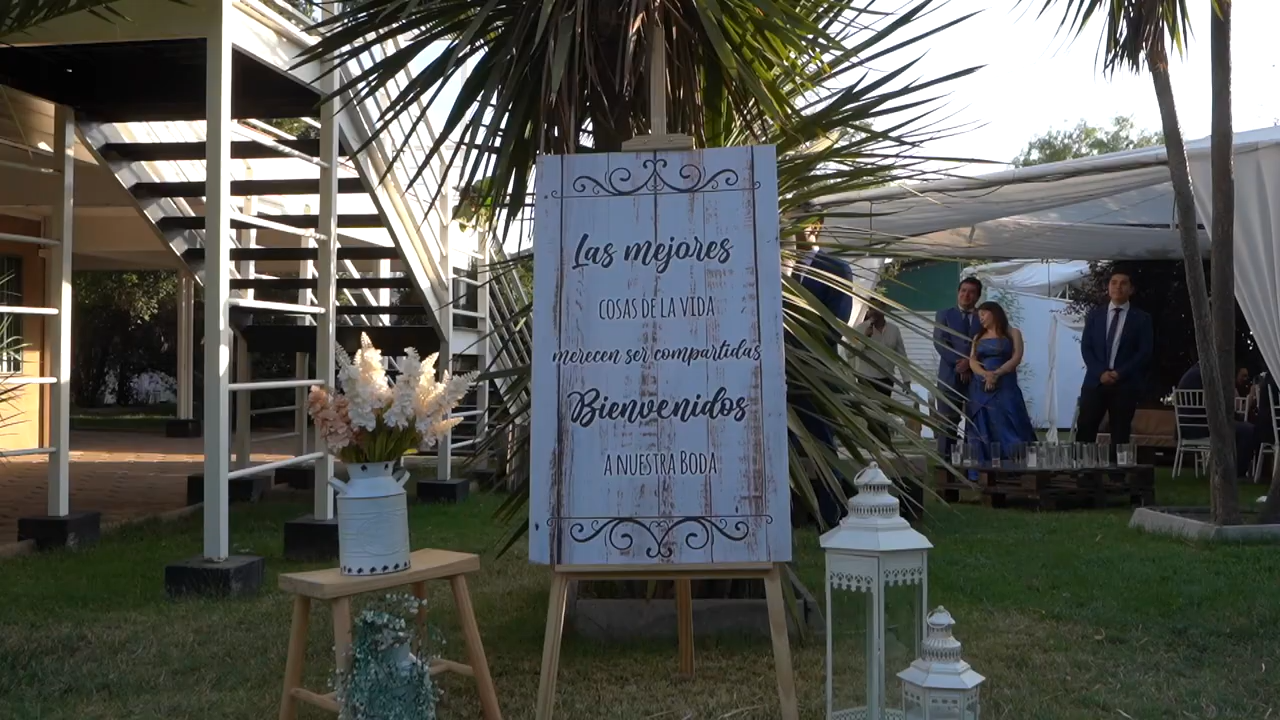 Las mejores
COSAS DE LA VIDA
merecen ser compartidas
Bienvenidos
A NUESTRA BODA